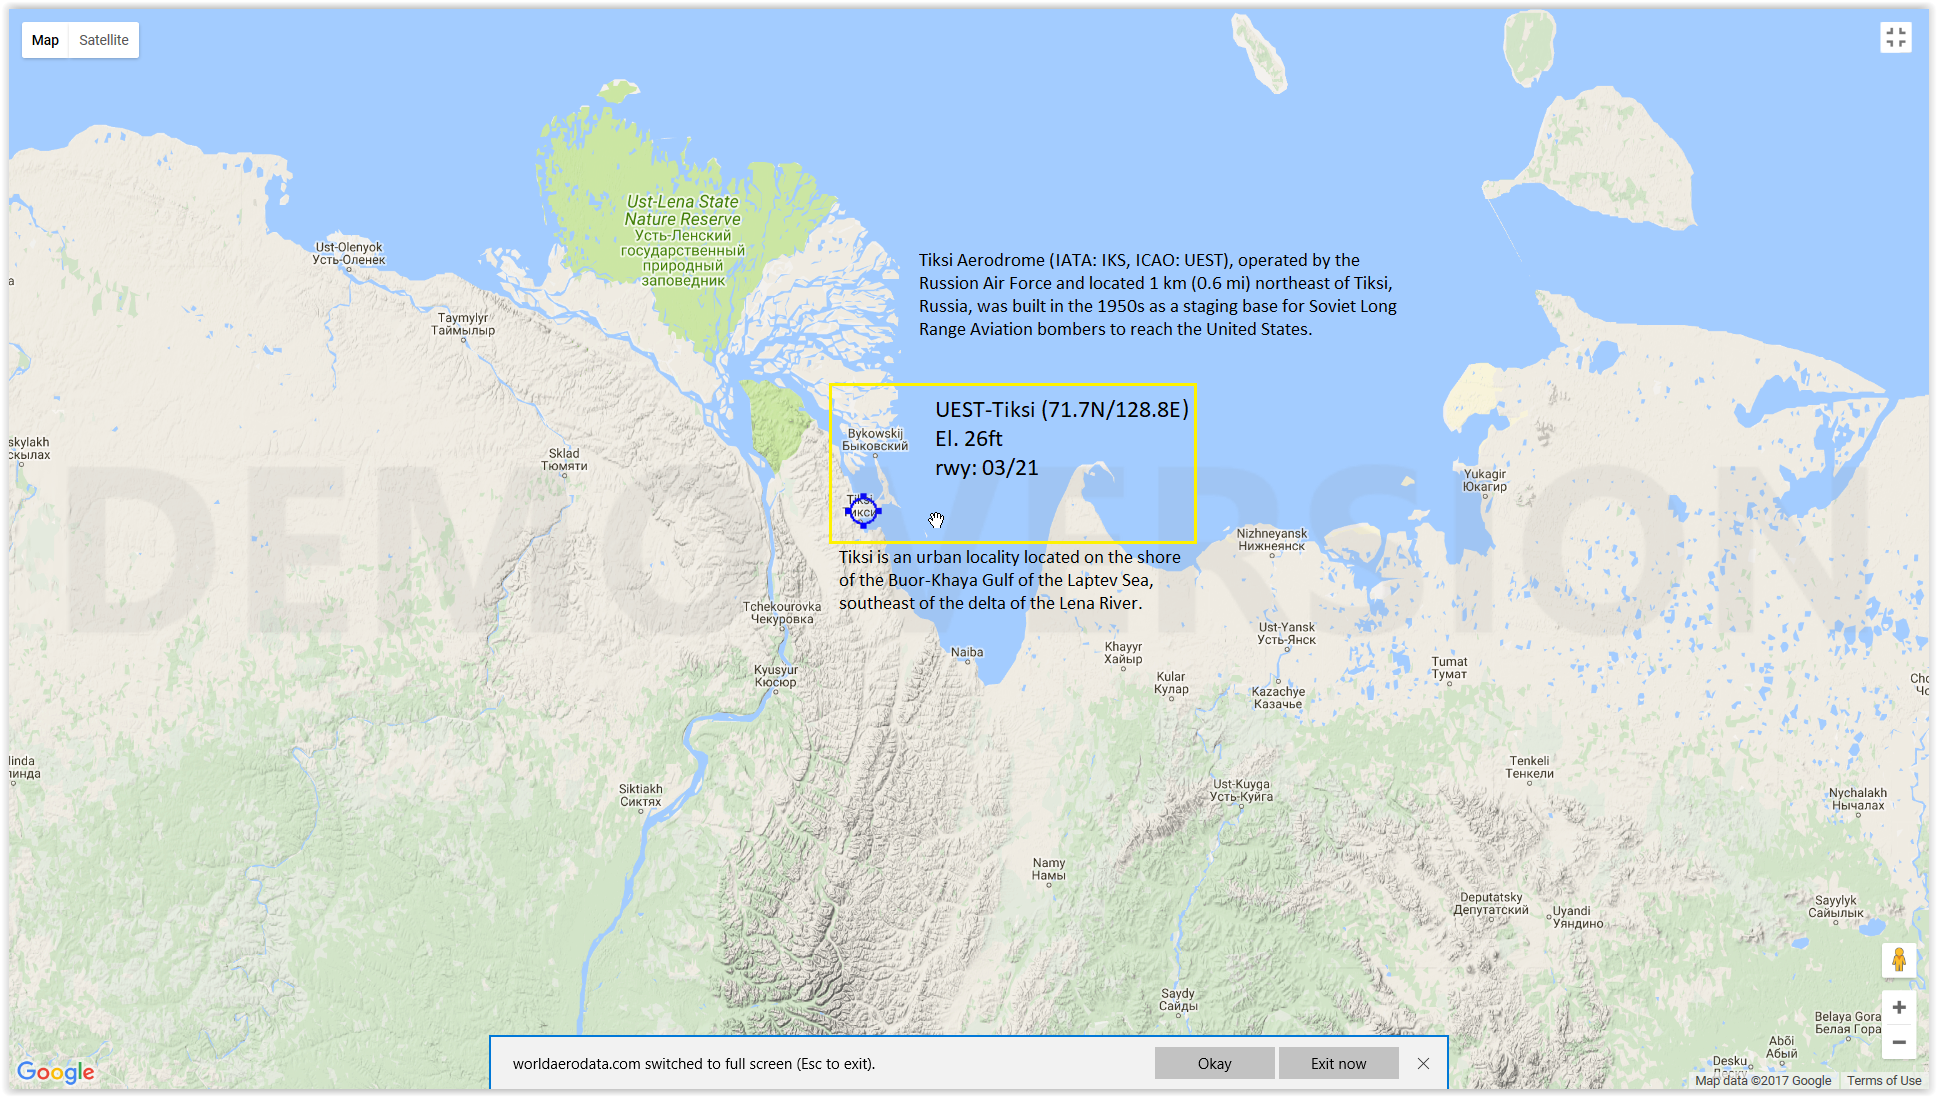 Map Satellite
Ust-Lena State
Nature Reserve
Усть-Ленский
государственный
природный
заповедник
Ust-Olenyok
Усть-Оленек
Tiksi Aerodrome (IATA: IKS, ICAO: UEST), operated by the
Russion Air Force and located 1 km (0.6 mi) northeast of Tiksi,
Russia, was built in the 1950s as a staging base for Soviet Long
Range Aviation bombers to reach the United States.
Taymylyr
Таймылыр
UEST-Tiksi (71.7N/128.8E)
El. 26ft
rwy: 03/21
Bykowskij
Быковский
skylakh
скылах
Sklad
Тюмяти
Yukagir
Юкагир
Tiksi
Тикси
DEMO VERSION
Nizhneyansk
Нижнеянск
Tiksi is an urban locality located on the shore
of the Buor-Khaya Gulf of the Laptev Sea,
southeast of the delta of the Lena River.
Tchekourovka
Чекуровка
Ust-Yansk
Усть-Янск
Naiba
Khayyr
Хайыр
Tumat
Тумат
Kyusyur
Кюсюр
Kular
Кулар
Kazachye
Казачье
linda
линда
Tenkeli
Тенкели
Siktiakh
Сиктях
Ust-Kuyga
Усть-Куйга
Nychalakh
Нычалах
Namy
Намы
Deputatsky
Депутатский
Uyandi
Уяндино
Sayylyk
Сайылык
Saydy
Сайды
Belaya Gora
Белая Гора
Abõi
Абый
Desku
worldaerodata.com switched to full screen (Esc to exit).
Okay
Exit now
Google
Map data ©2017 Google
Terms of Use